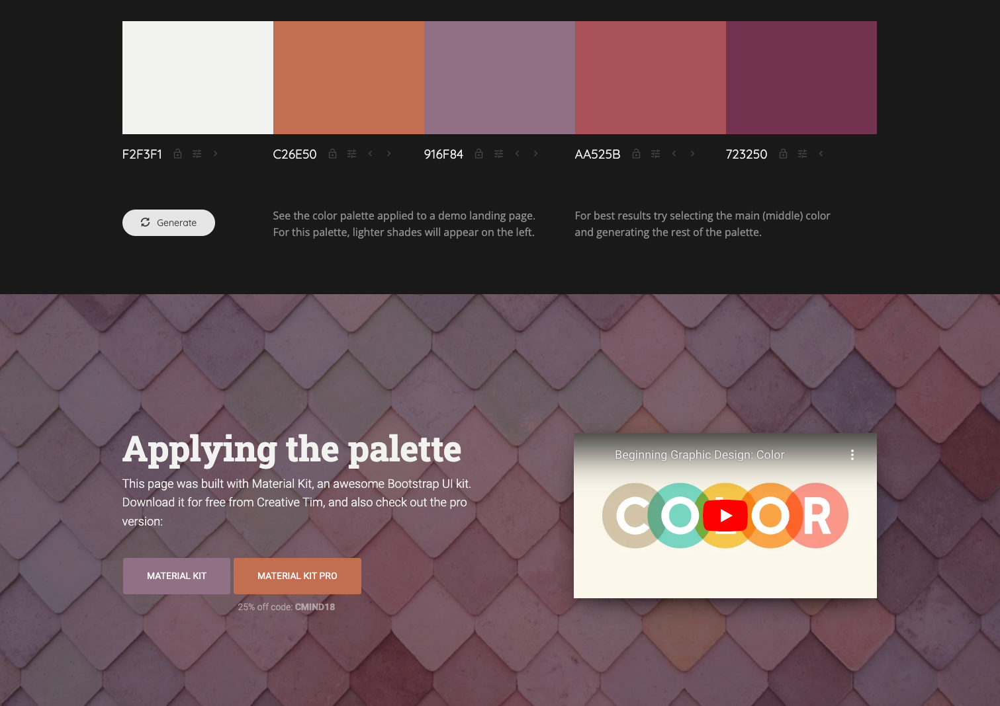 F2F3F1 C26E50 916F84 AA525B 723250
Generate
See the color palette applied to a demo landing page.
For this palette, lighter shades will appear on the left.
For best results try selecting the main (middle) color
and generating the rest of the palette.
Applying the palette
This page was built with Material Kit, an awesome Bootstrap UI kit.
Download it for free from Creative Tim, and also check out the pro
version:
MATERIAL KIT
MATERIAL KIT PRO
25% off code: CMIND18
Beginning Graphic Design: Color
COLOR